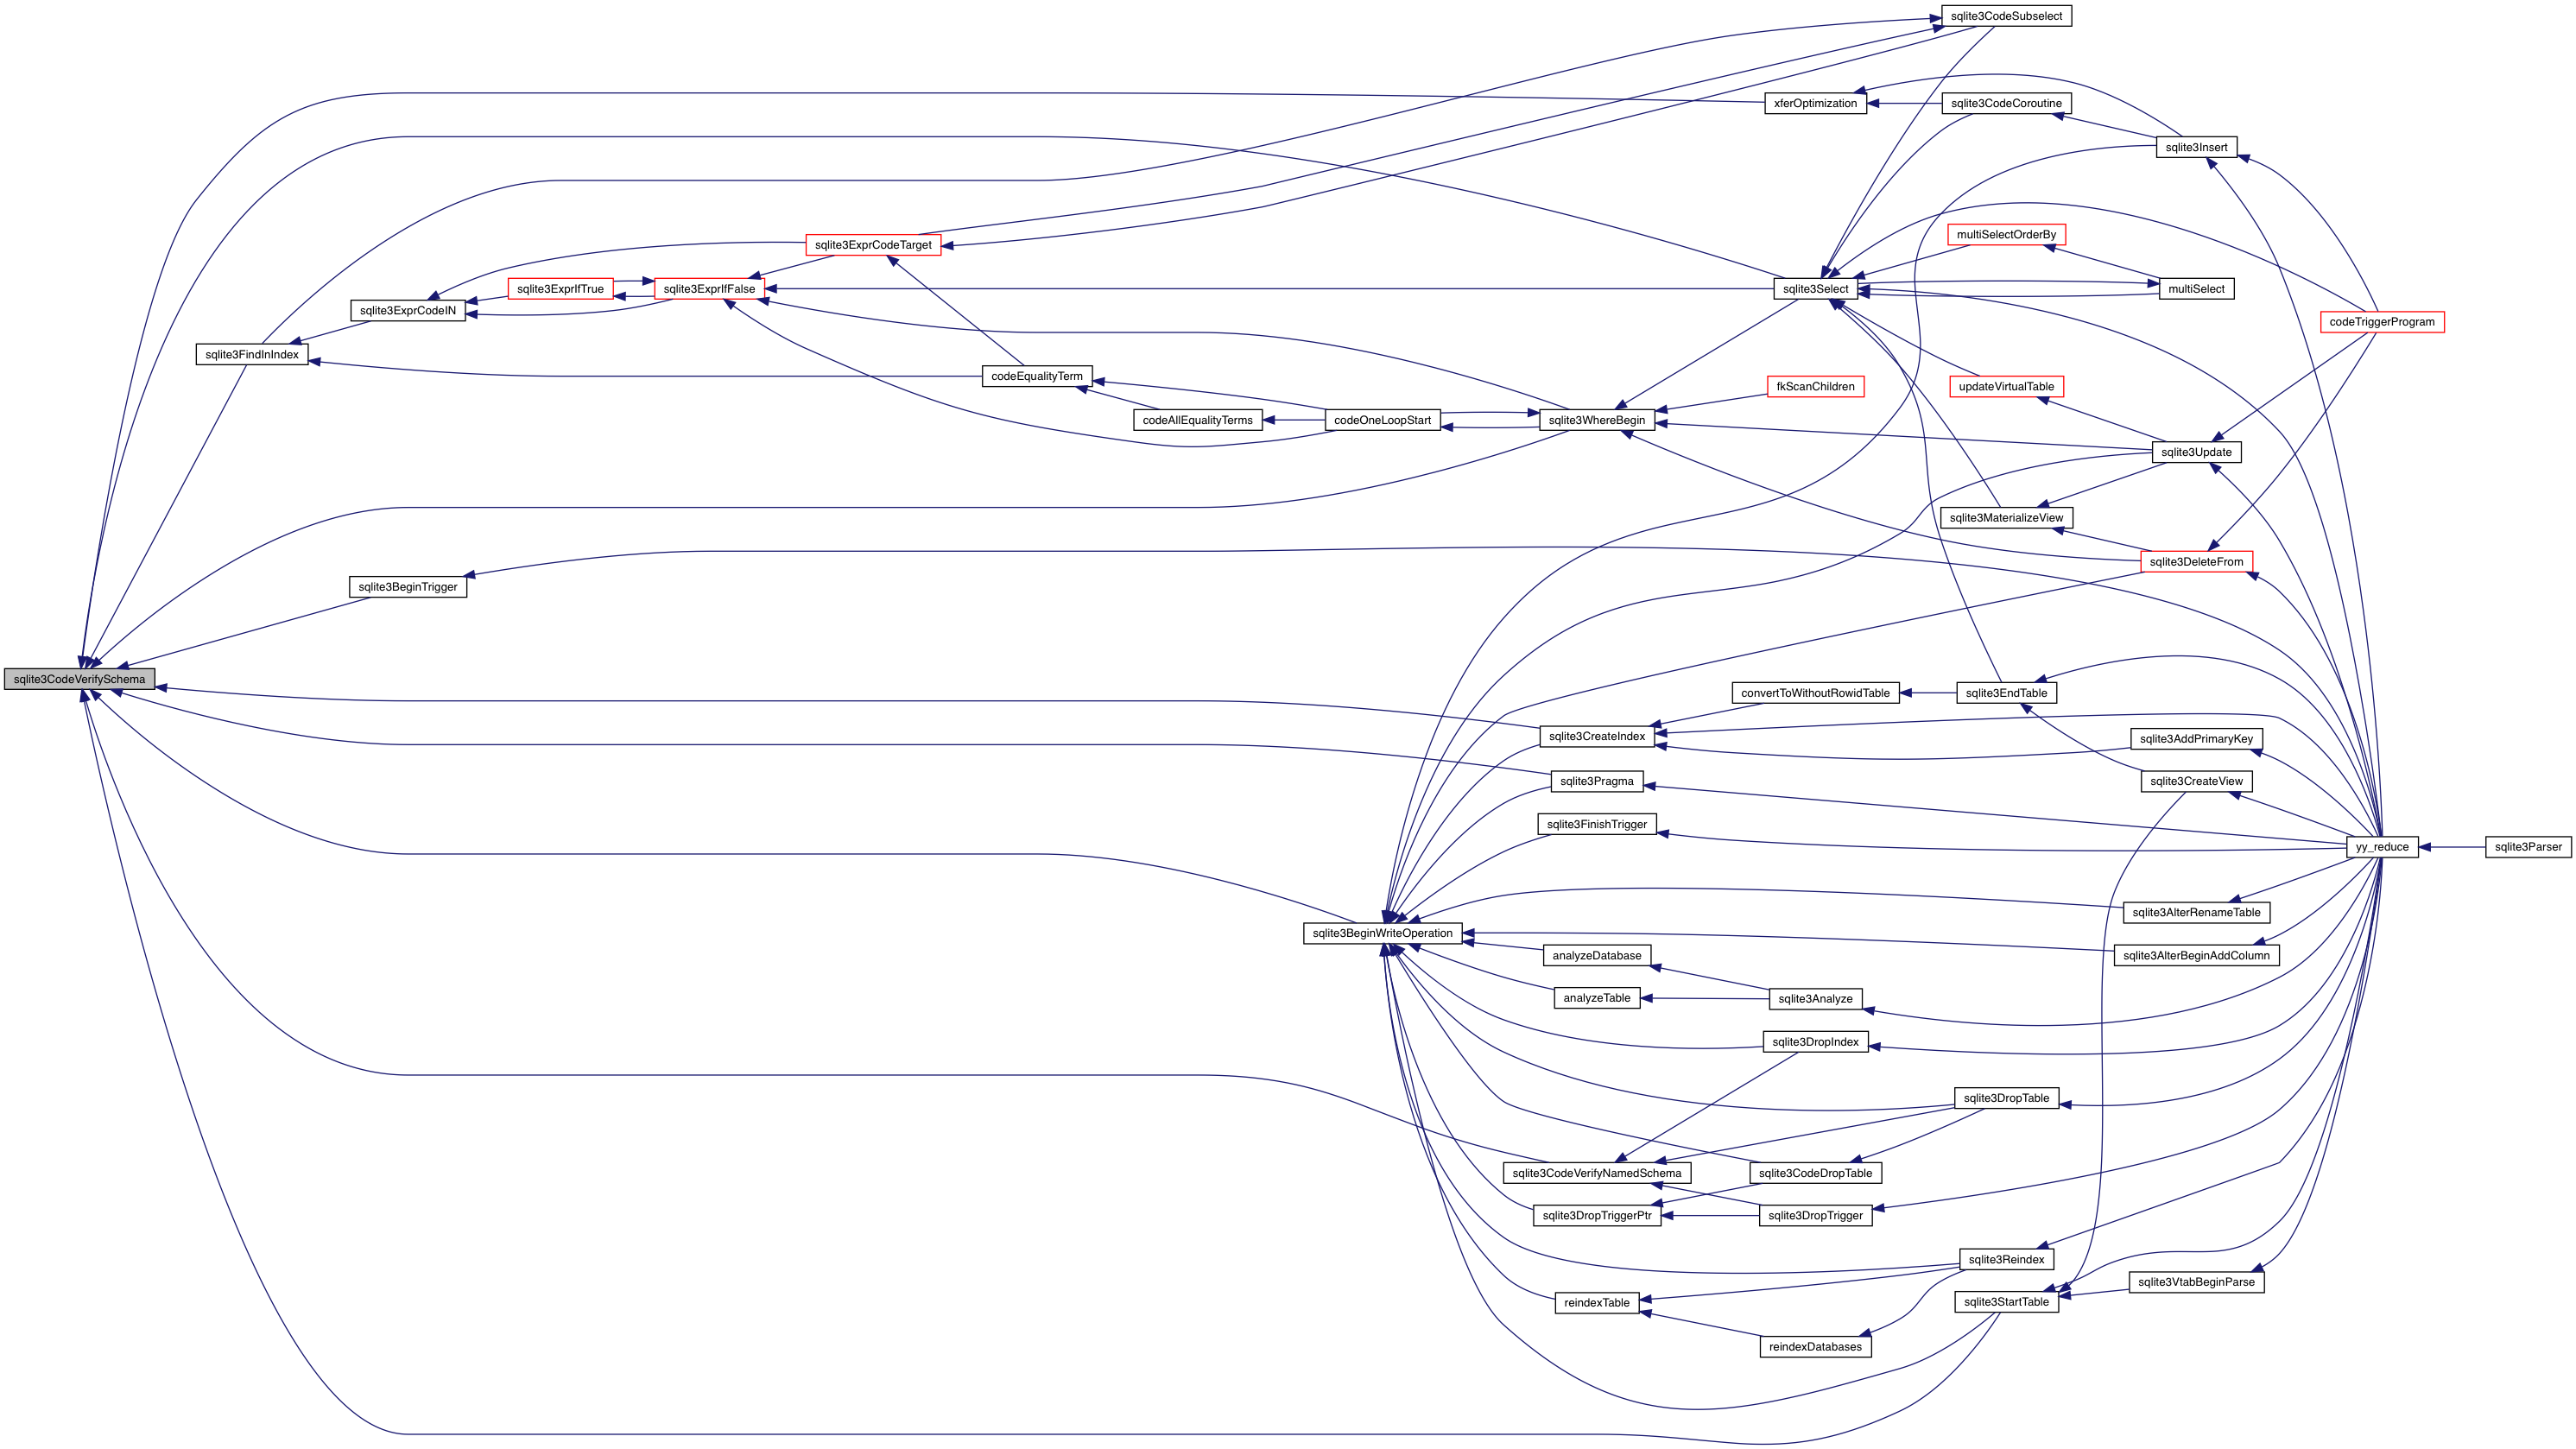 sqlite3CodeSubselect
xferOptimization
sqlite3CodeCoroutine
sqlite3Insert
multiSelectOrderBy
sqlite3ExprCodeTarget
sqlite3ExprIfTrue
sqlite3ExprIfFalse
sqlite3Select
multiSelect
sqlite3ExprCodeIN
codeTriggerProgram
sqlite3FindInIndex
codeEqualityTerm
fkScanChildren
updateVirtualTable
codeAllEqualityTerms
codeOneLoopStart
sqlite3WhereBegin
sqlite3Update
sqlite3MaterializeView
sqlite3DeleteFrom
sqlite3BeginTrigger
sqlite3CodeVerifySchema
convertToWithoutRowidTable
sqlite3EndTable
sqlite3CreateIndex
sqlite3AddPrimaryKey
sqlite3Pragma
sqlite3CreateView
sqlite3FinishTrigger
yy_reduce
sqlite3Parser
sqlite3AlterRenameTable
sqlite3BeginWriteOperation
analyzeDatabase
sqlite3AlterBeginAddColumn
analyzeTable
sqlite3Analyze
sqlite3DropIndex
sqlite3DropTable
sqlite3CodeVerifyNamedSchema
sqlite3CodeDropTable
sqlite3DropTriggerPtr
sqlite3DropTrigger
sqlite3Reindex
sqlite3VtabBeginParse
reindexTable
sqlite3StartTable
reindexDatabases